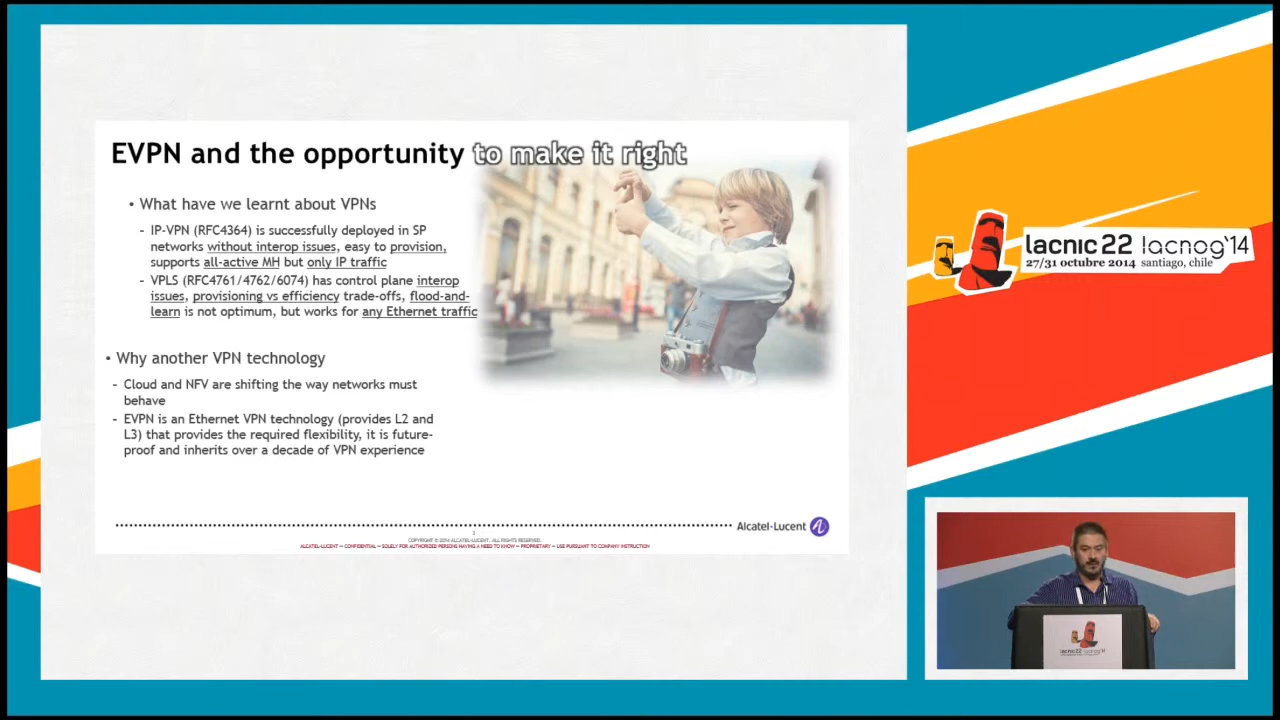 EVPN and the opportunity to make it right
• What have we learnt about VPNs
- IP-VPN (RFC4364) is successfully deployed in SP
networks without interop issues, easy to provision,
supports all-active MH but only IP traffic
- VPLS (RFC4761/4762/6074) has control plane interop
issues, provisioning vs efficiency trade-offs, flood-and-
learn is not optimum, but works for any Ethernet traffic
• Why another VPN technology
- Cloud and NFV are shifting the way networks must
behave
- EVPN is an Ethernet VPN technology (provides L2 and
L3) that provides the required flexibility, it is future-
proof and inherits over a decade of VPN experience
Alcatel·Lucent
COPYRIGHT © 2014 ALCATEL-LUCENT. ALL RIGHTS RESERVED.
ALCATEL-LUCENT — CONFIDENTIAL — SOLELY FOR AUTHORIZED PERSONS HAVING A NEED TO KNOW — PROPRIETARY — USE PURSUANT TO COMPANY INSTRUCTION
lacnic 22 lacnog'14
27/31 octubre 2014 santiago, chile
lacnic22 lacnog'14